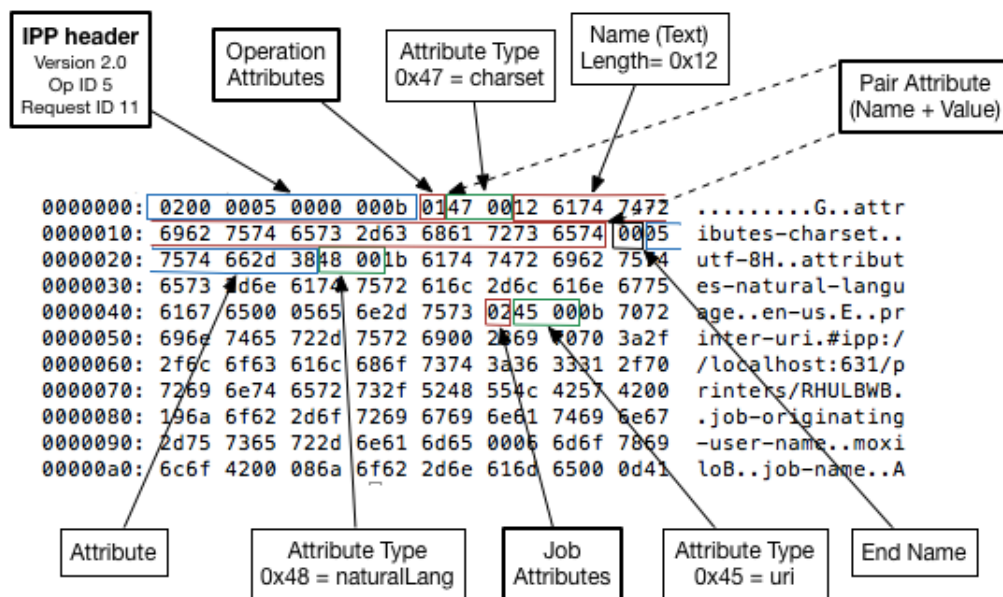 IPP header
Version 2.0
Op ID 5
Request ID 11
Operation
Attributes
Attribute Type
0x47 = charset
Name (Text)
Length= 0x12
Pair Attribute
(Name + Value)
0000000: 0200 0005 0000 000b 0147 0012 6174 7472 .........G..attr
0000010: 6962 7574 6573 2d63 6861 7273 6574 0005 ibutes-charset..
0000020: 7574 662d 3848 001b 6174 7472 6962 7574 utf-8H..attribut
0000030: 6573 2d6e 6174 7572 616c 2d6c 616e 6775 es-natural-langu
0000040: 6167 6500 0565 6e2d 7573 0245 000b 7072 age..en-us.E..pr
0000050: 696e 7465 722d 7572 6900 2369 7070 3a2f inter-uri.#ipp:/
0000060: 2f6c 6f63 616c 686f 7374 3a36 3331 2f70 /localhost:631/p
0000070: 7269 6e74 6572 732f 5248 554c 4257 4200 rinters/RHULBWB.
0000080: 196a 6f62 2d6f 7269 6769 6e61 7469 6e67 .job-originating
0000090: 2d75 7365 722d 6e61 6d65 0006 6d6f 7869 -user-name..moxi
00000a0: 6c6f 4200 086a 6f62 2d6e 616d 6500 0d41 loB..job-name..A
Attribute
Attribute Type
0x48 = naturalLang
Job
Attributes
Attribute Type
0x45 = uri
End Name